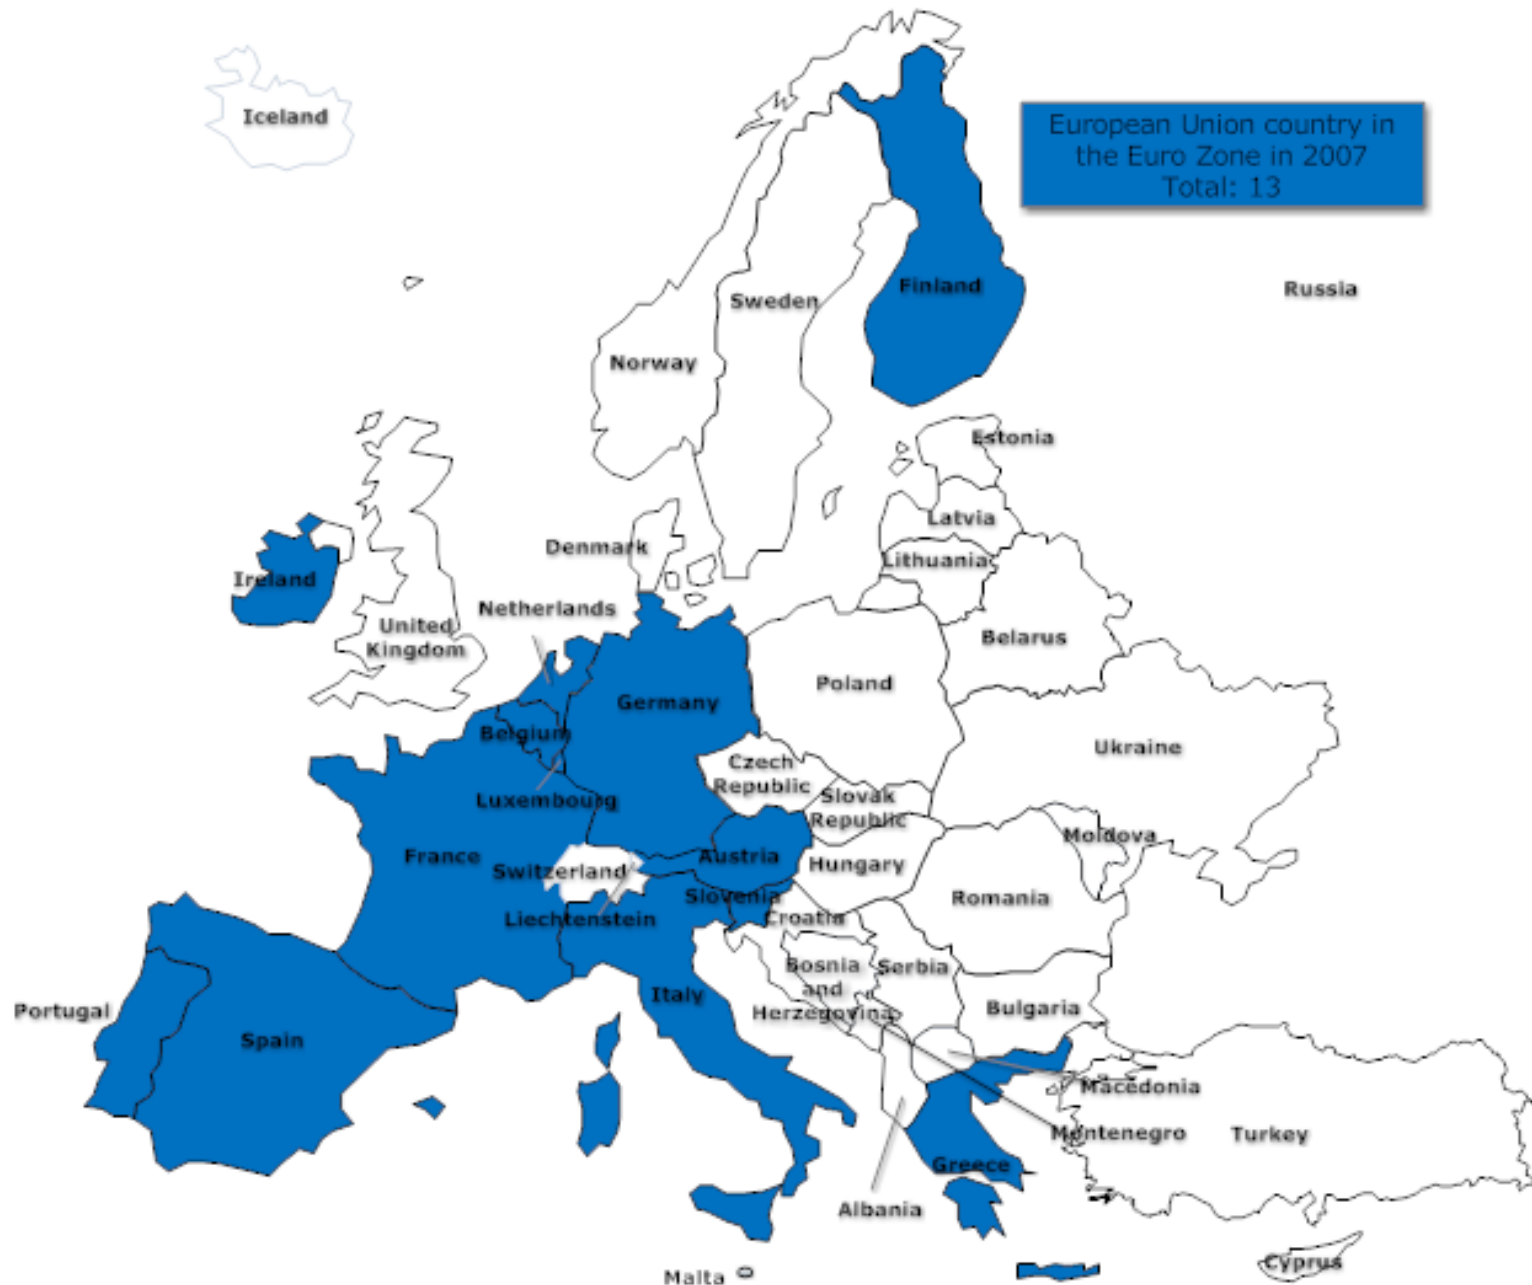 Iceland
European Union country in
the Euro Zone in 2007
Total: 13
Finland
Russia
Sweden
Norway
Estonia
Latvia
Denmark
Lithuania
Ireland
Netherlands
United
Kingdom
Belarus
Poland
Germany
Belgium
Ukraine
Czech
Republic
Luxembourg
Slovak
Republic
Moldova
France
Austria
Switzerland
Hungary
Slovenia
Romania
Liechtenstein
Croatia
Bosnia
and
Herzegovina
Serbia
Italy
Bulgaria
Portugal
Spain
Macedonia
Montenegro
Turkey
Greece
Albania
Cyprus
Malta